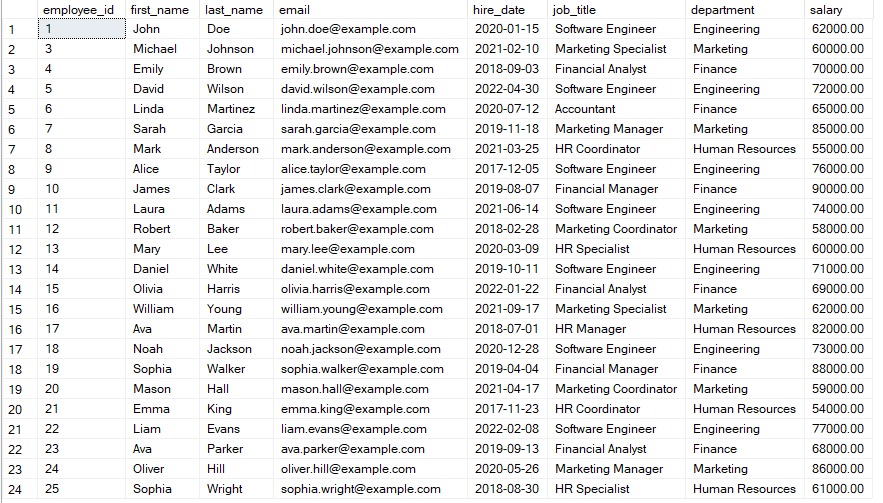 employee_id first_name last_name email hire_date job_title department salary
1 1 John Doe john.doe@example.com 2020-01-15 Software Engineer Engineering 62000.00
2 3 Michael Johnson michael.johnson@example.com 2021-02-10 Marketing Specialist Marketing 60000.00
3 4 Emily Brown emily.brown@example.com 2018-09-03 Financial Analyst Finance 70000.00
4 5 David Wilson david.wilson@example.com 2022-04-30 Software Engineer Engineering 72000.00
5 6 Linda Martinez linda.martinez@example.com 2020-07-12 Accountant Finance 65000.00
6 7 Sarah Garcia sarah.garcia@example.com 2019-11-18 Marketing Manager Marketing 85000.00
7 8 Mark Anderson mark.anderson@example.com 2021-03-25 HR Coordinator Human Resources 55000.00
8 9 Alice Taylor alice.taylor@example.com 2017-12-05 Software Engineer Engineering 76000.00
9 10 James Clark james.clark@example.com 2019-08-07 Financial Manager Finance 90000.00
10 11 Laura Adams laura.adams@example.com 2021-06-14 Software Engineer Engineering 74000.00
11 12 Robert Baker robert.baker@example.com 2018-02-28 Marketing Coordinator Marketing 58000.00
12 13 Mary Lee mary.lee@example.com 2020-03-09 HR Specialist Human Resources 60000.00
13 14 Daniel White daniel.white@example.com 2019-10-11 Software Engineer Engineering 71000.00
14 15 Olivia Harris olivia.harris@example.com 2022-01-22 Financial Analyst Finance 69000.00
15 16 William Young william.young@example.com 2021-09-17 Marketing Specialist Marketing 62000.00
16 17 Ava Martin ava.martin@example.com 2018-07-01 HR Manager Human Resources 82000.00
17 18 Noah Jackson noah.jackson@example.com 2020-12-28 Software Engineer Engineering 73000.00
18 19 Sophia Walker sophia.walker@example.com 2019-04-04 Financial Manager Finance 88000.00
19 20 Mason Hall mason.hall@example.com 2021-04-17 Marketing Coordinator Marketing 59000.00
20 21 Emma King emma.king@example.com 2017-11-23 HR Coordinator Human Resources 54000.00
21 22 Liam Evans liam.evans@example.com 2022-02-08 Software Engineer Engineering 77000.00
22 23 Ava Parker ava.parker@example.com 2019-09-13 Financial Analyst Finance 68000.00
23 24 Oliver Hill oliver.hill@example.com 2020-05-26 Marketing Manager Marketing 86000.00
24 25 Sophia Wright sophia.wright@example.com 2018-08-30 HR Specialist Human Resources 61000.00